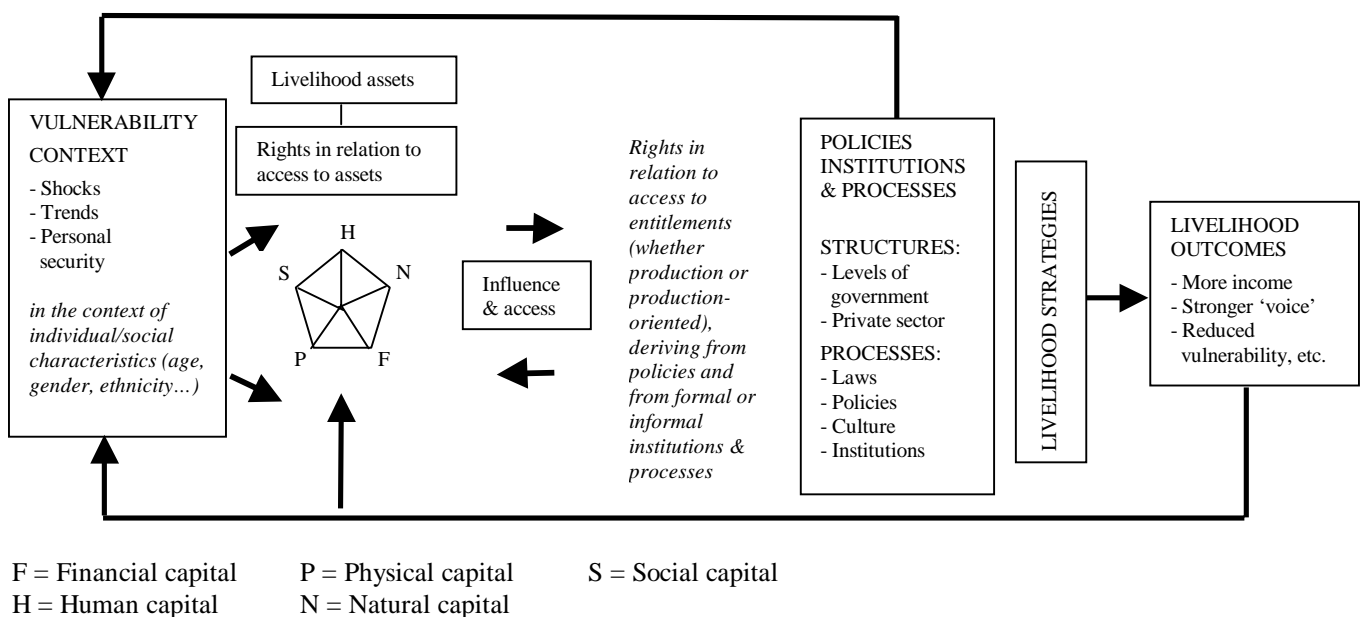 Livelihood assets
VULNERABILITY
CONTEXT
- Shocks
- Trends
- Personal
security
in the context of
individual/social
characteristics (age,
gender, ethnicity…)
Rights in relation to
access to assets
H
S
N
P
F
Influence
& access
Rights in
relation to
access to
entitlements
(whether
production or
production-
oriented),
deriving from
policies and
from formal or
informal
institutions &
processes
POLICIES
INSTITUTIONS
& PROCESSES
STRUCTURES:
- Levels of
government
- Private sector
PROCESSES:
- Laws
- Policies
- Culture
- Institutions
LIVELIHOOD STRATEGIES
LIVELIHOOD
OUTCOMES
- More income
- Stronger ‘voice’
- Reduced
vulnerability, etc.
F = Financial capital P = Physical capital S = Social capital
H = Human capital N = Natural capital